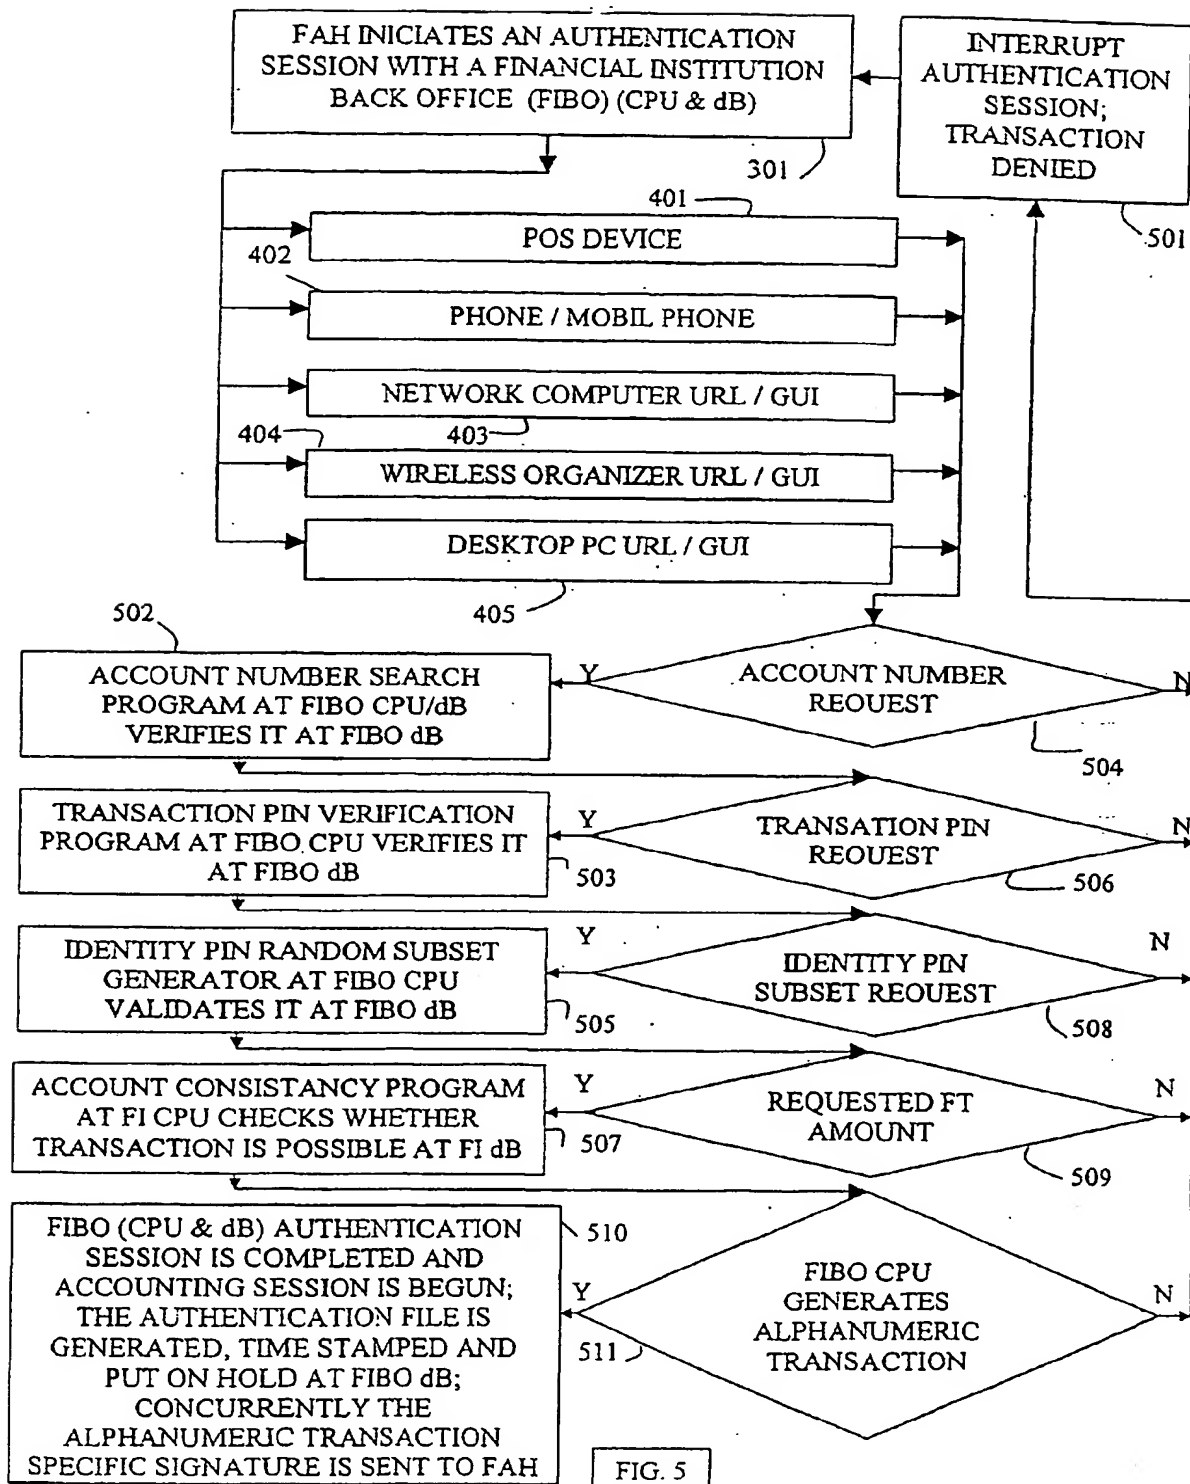 FAH INICIATES AN AUTHENTICATION
SESSION WITH A FINANCIAL INSTITUTION
BACK OFFICE (FIBO) (CPU & dB)
301
INTERRUPT
AUTHENTICATION
SESSION;
TRANSACTION
DENIED
501
401
POS DEVICE
402
PHONE / MOBIL PHONE
NETWORK COMPUTER URL / GUI
403
404
WIRELESS ORGANIZER URL / GUI
DESKTOP PC URL / GUI
405
502
ACCOUNT NUMBER SEARCH
PROGRAM AT FIBO CPU/dB
VERIFIES IT AT FIBO dB
Y
ACCOUNT NUMBER
REQUEST
N
504
TRANSACTION PIN VERIFICATION
PROGRAM AT FIBO CPU VERIFIES IT
AT FIBO dB
503
Y
TRANSATION PIN
REQUEST
N
506
IDENTITY PIN RANDOM SUBSET
GENERATOR AT FIBO CPU
VALIDATES IT AT FIBO dB
505
Y
IDENTITY PIN
SUBSET REQUEST
N
508
ACCOUNT CONSISTANCY PROGRAM
AT FI CPU CHECKS WHETHER
TRANSACTION IS POSSIBLE AT FI dB
507
Y
REQUESTED FT
AMOUNT
N
509
FIBO (CPU & dB) AUTHENTICATION
SESSION IS COMPLETED AND
ACCOUNTING SESSION IS BEGUN;
THE AUTHENTICATION FILE IS
GENERATED, TIME STAMPED AND
PUT ON HOLD AT FIBO dB;
CONCURRENTLY THE
ALPHANUMERIC TRANSACTION
SPECIFIC SIGNATURE IS SENT TO FAH
510
Y
511
FIBO CPU
GENERATES
ALPHANUMERIC
TRANSACTION
N
FIG. 5